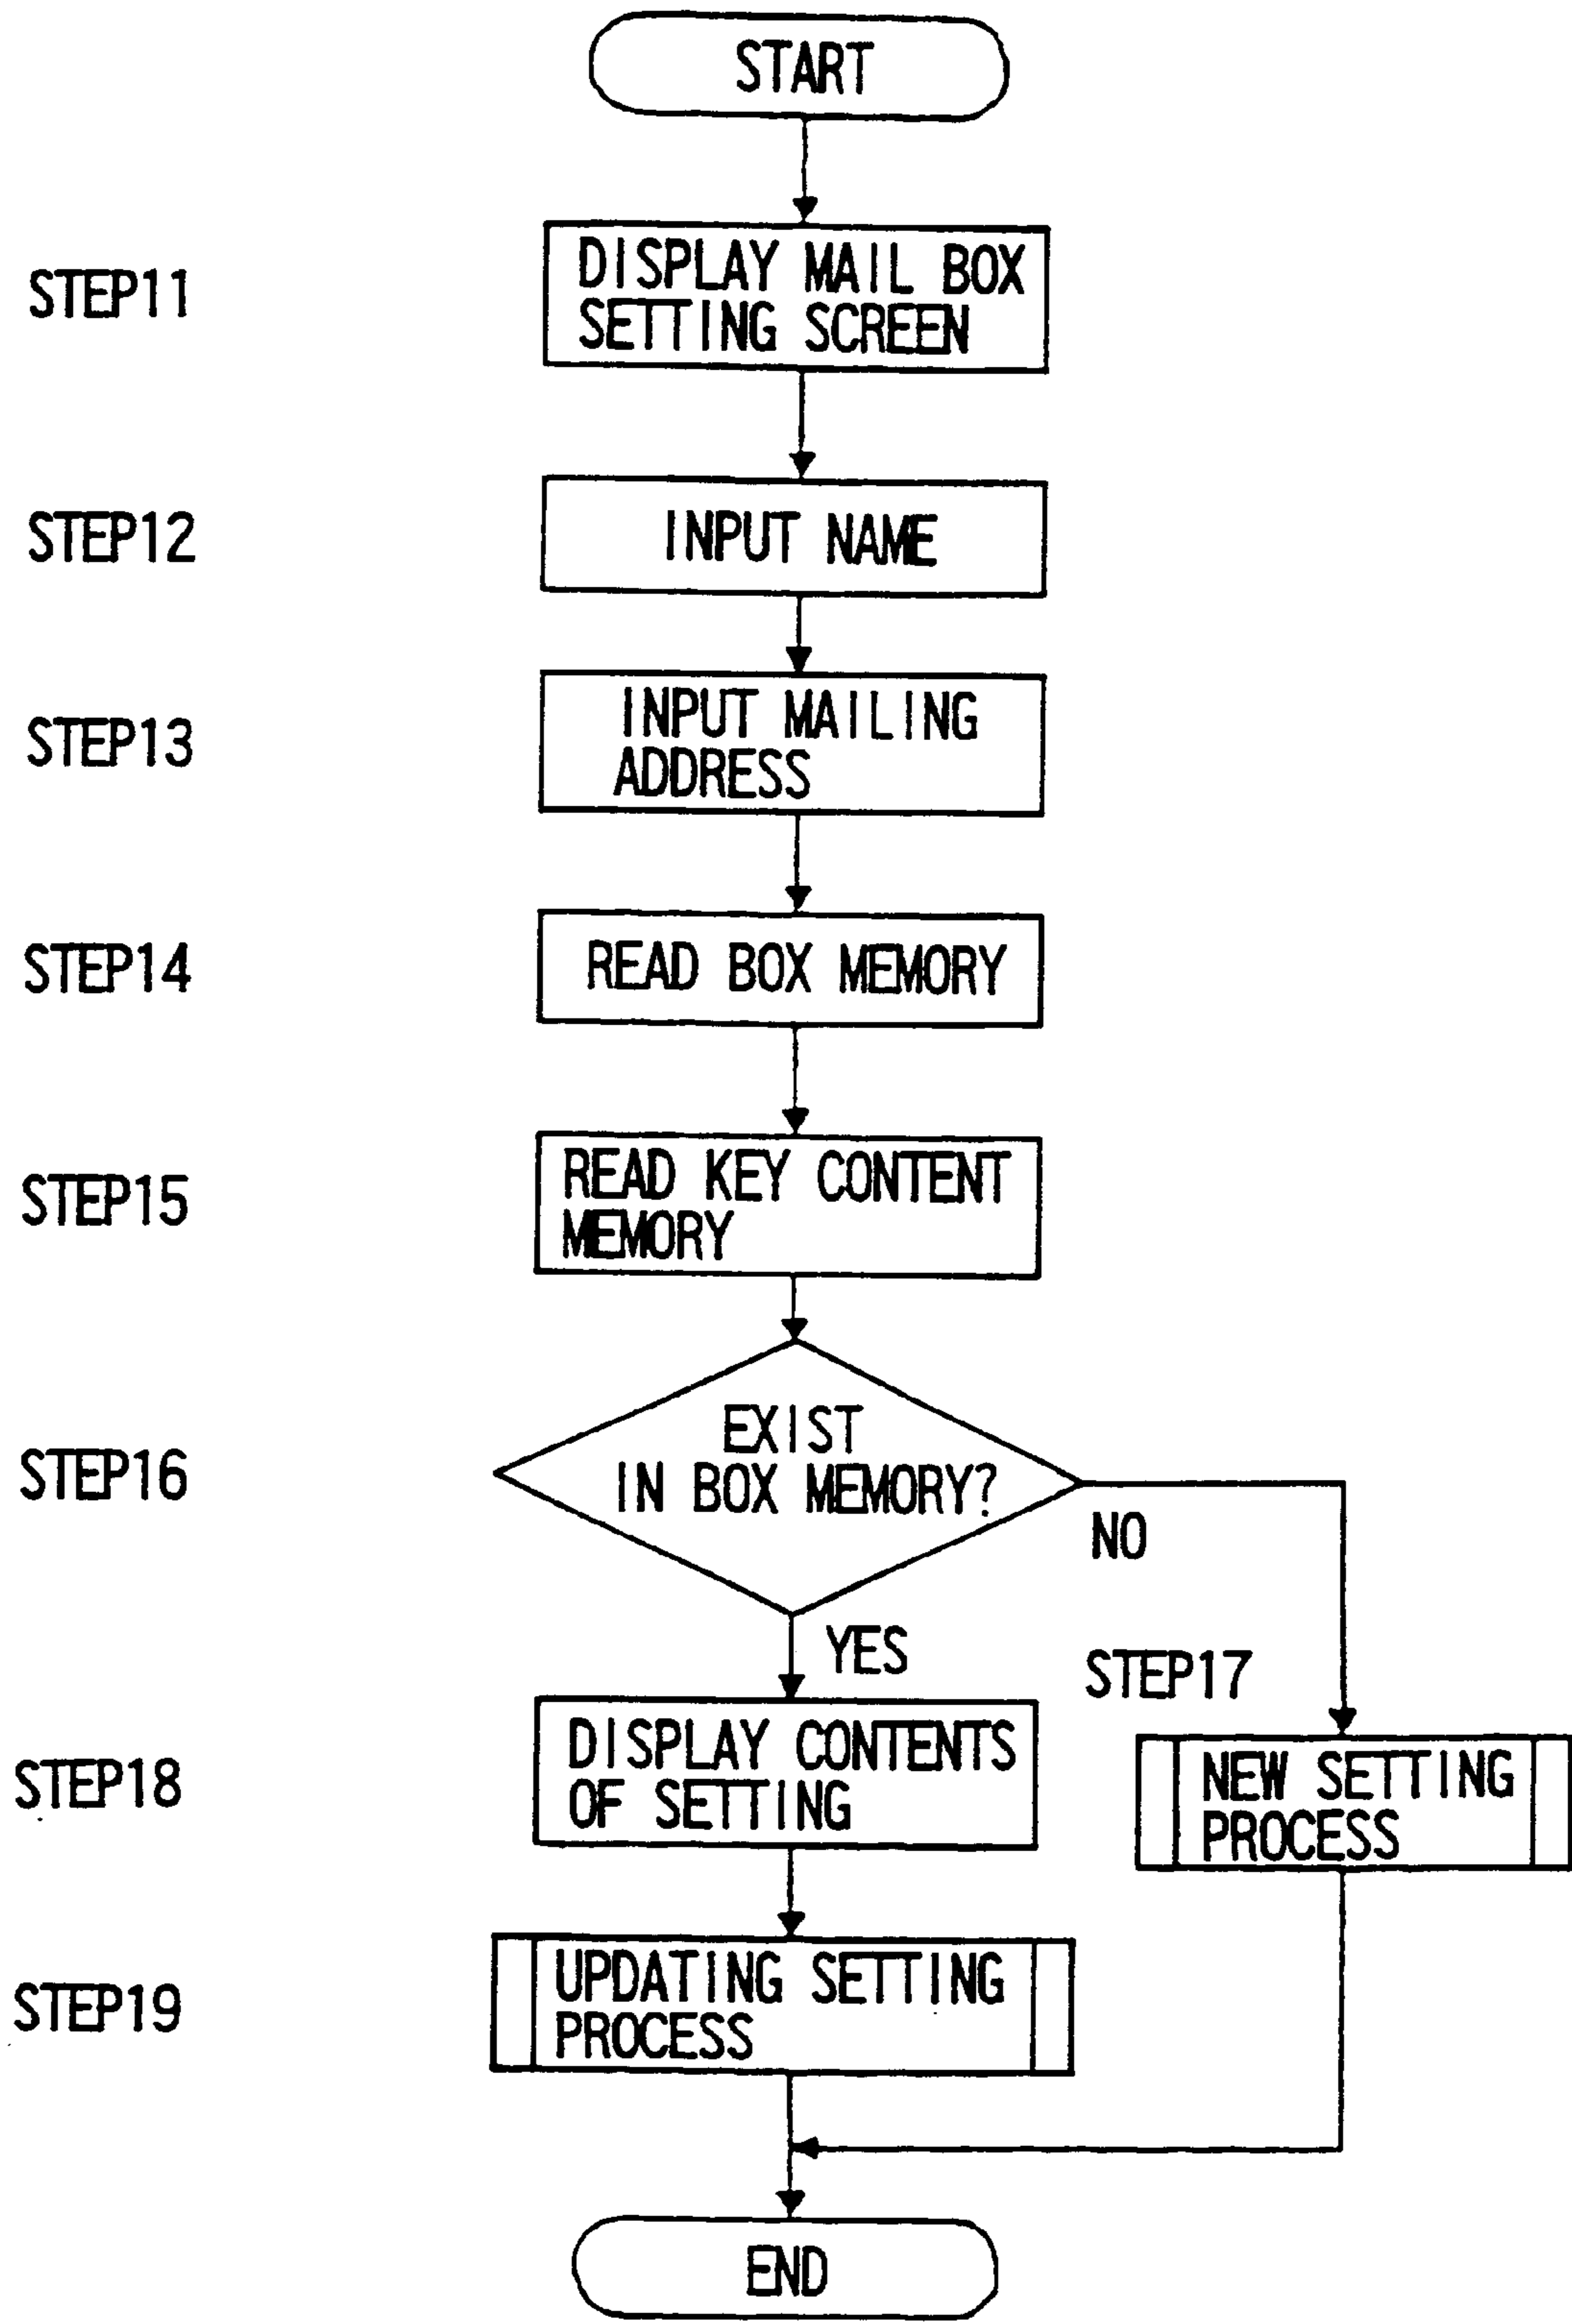 START
STEP11
DISPLAY MAIL BOX
SETTING SCREEN
STEP12
INPUT NAME
STEP13
INPUT MAILING
ADDRESS
STEP14
READ BOX MEMORY
STEP15
READ KEY CONTENT
MEMORY
STEP16
EXIST
IN BOX MEMORY?
NO
YES
STEP17
NEW SETTING
PROCESS
STEP18
DISPLAY CONTENTS
OF SETTING
STEP19
UPDATING SETTING
PROCESS
END